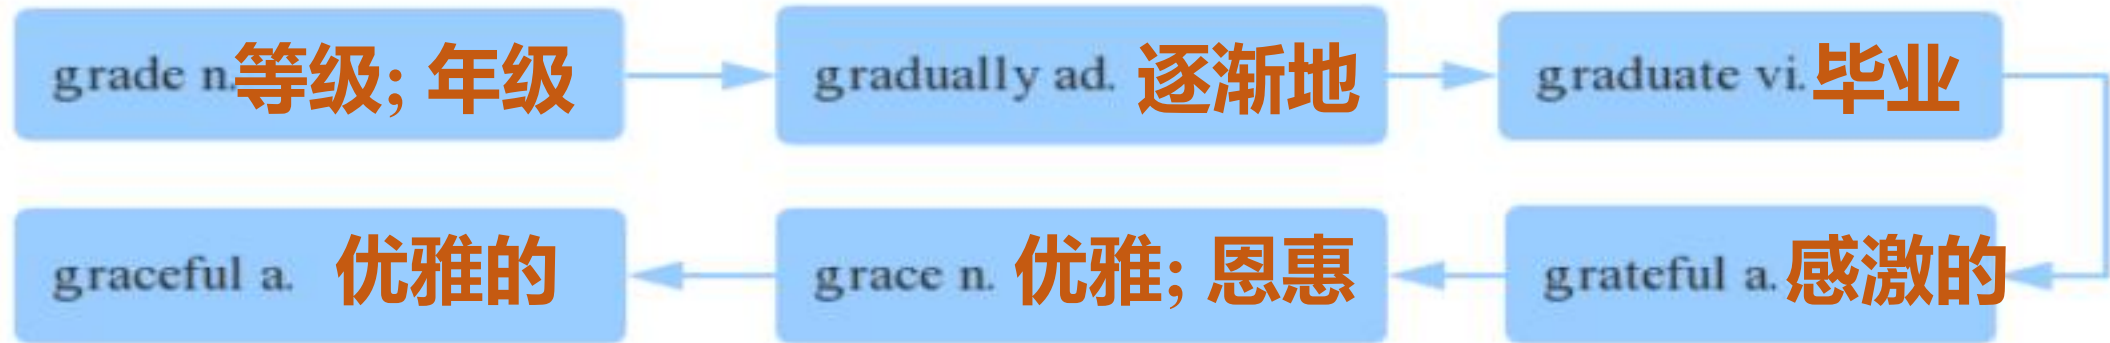 grade n.等级; 年级
gradually ad. 逐渐地
graduate vi.毕业
grateful a.感激的
grace n. 优雅; 恩惠
graceful a. 优雅的